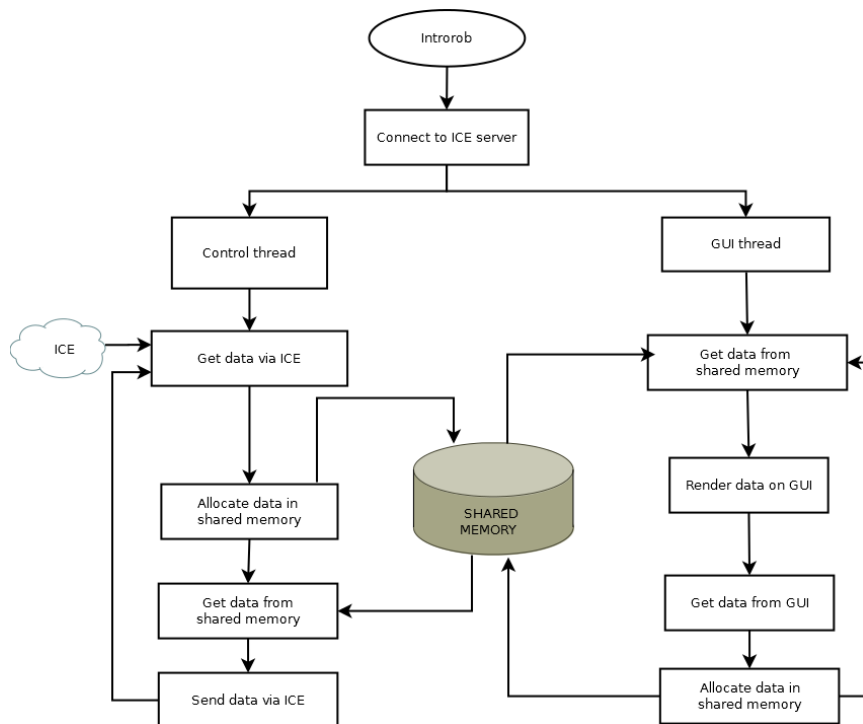 Introrob
Connect to ICE server
Control thread
GUI thread
ICE
Get data via ICE
Get data from
shared memory
Allocate data in
shared memory
SHARED
MEMORY
Render data on GUI
Get data from
shared memory
Get data from GUI
Send data via ICE
Allocate data in
shared memory